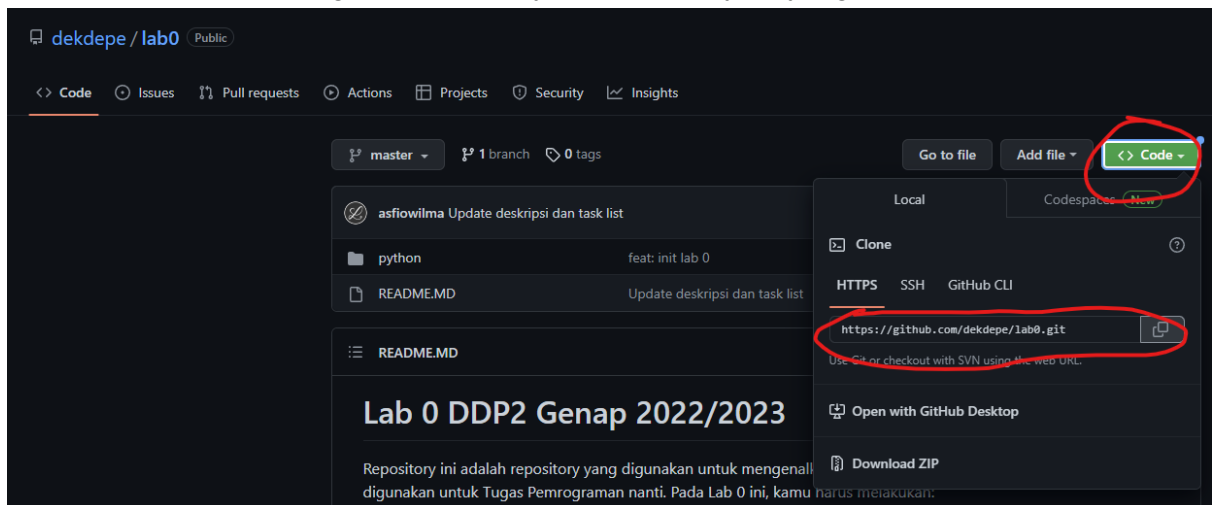 dekdepe / lab0 Public
<> Code Issues Pull requests Actions Projects Security Insights
master 1 branch 0 tags Go to file Add file <> Code
asfiowilma Update deskripsi dan task list
python feat: init lab 0
README.MD Update deskripsi dan task list
README.MD
Lab 0 DDP2 Genap 2022/2023
Repository ini adalah repository yang digunakan untuk
digunakan untuk Tugas Pemrograman nanti. Pada Lab 0 ini, kamu harus melakukan:
Local Codespaces New
Clone
HTTPS SSH GitHub CLI
https://github.com/dekdepe/lab0.git
Use Git or checkout with SVN using the web URL.
Open with GitHub Desktop
Download ZIP